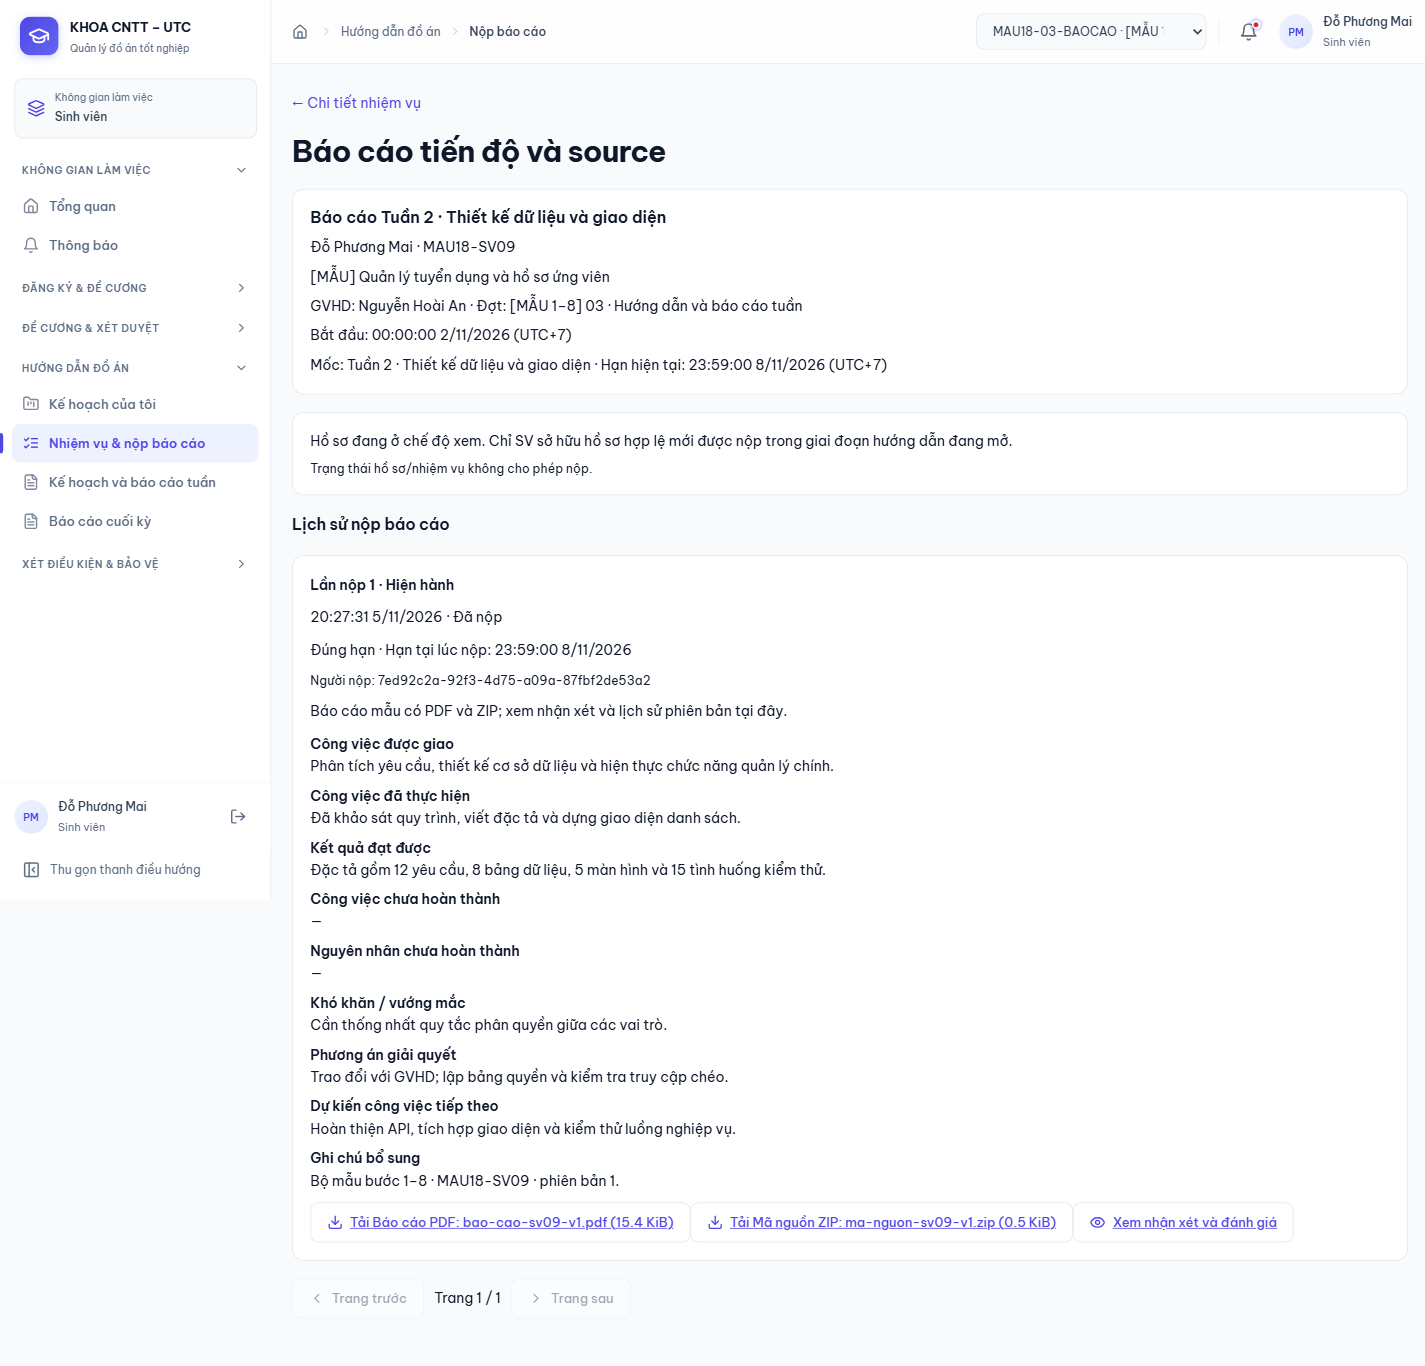 KHOA CNTT – UTC
Quản lý đồ án tốt nghiệp
Không gian làm việc
Sinh viên
KHÔNG GIAN LÀM VIỆC
Tổng quan
Thông báo
ĐĂNG KÝ & ĐỀ CƯƠNG
ĐỀ CƯƠNG & XÉT DUYỆT
HƯỚNG DẪN ĐỒ ÁN
Kế hoạch của tôi
Nhiệm vụ & nộp báo cáo
Kế hoạch và báo cáo tuần
Báo cáo cuối kỳ
XÉT ĐIỀU KIỆN & BẢO VỆ
PM
Đỗ Phương Mai
Sinh viên
Thu gọn thanh điều hướng
Hướng dẫn đồ án
Nộp báo cáo
MAU18-03-BAOCAO · [MẪU
PM
Đỗ Phương Mai
Sinh viên
← Chi tiết nhiệm vụ
Báo cáo tiến độ và source
Báo cáo Tuần 2 · Thiết kế dữ liệu và giao diện
Đỗ Phương Mai · MAU18-SV09
[MẪU] Quản lý tuyển dụng và hồ sơ ứng viên
GVHD: Nguyễn Hoài An · Đợt: [MẪU 1–8] 03 · Hướng dẫn và báo cáo tuần
Bắt đầu: 00:00:00 2/11/2026 (UTC+7)
Mốc: Tuần 2 · Thiết kế dữ liệu và giao diện · Hạn hiện tại: 23:59:00 8/11/2026 (UTC+7)
Hồ sơ đang ở chế độ xem. Chỉ SV sở hữu hồ sơ hợp lệ mới được nộp trong giai đoạn hướng dẫn đang mở.
Trạng thái hồ sơ/nhiệm vụ không cho phép nộp.
Lịch sử nộp báo cáo
Lần nộp 1 · Hiện hành
20:27:31 5/11/2026 · Đã nộp
Đúng hạn · Hạn tại lúc nộp: 23:59:00 8/11/2026
Người nộp: 7ed92c2a-92f3-4d75-a09a-87fbf2de53a2
Báo cáo mẫu có PDF và ZIP; xem nhận xét và lịch sử phiên bản tại đây.
Công việc được giao
Phân tích yêu cầu, thiết kế cơ sở dữ liệu và hiện thực chức năng quản lý chính.
Công việc đã thực hiện
Đã khảo sát quy trình, viết đặc tả và dựng giao diện danh sách.
Kết quả đạt được
Đặc tả gồm 12 yêu cầu, 8 bảng dữ liệu, 5 màn hình và 15 tình huống kiểm thử.
Công việc chưa hoàn thành
—
Nguyên nhân chưa hoàn thành
—
Khó khăn / vướng mắc
Cần thống nhất quy tắc phân quyền giữa các vai trò.
Phương án giải quyết
Trao đổi với GVHD; lập bảng quyền và kiểm tra truy cập chéo.
Dự kiến công việc tiếp theo
Hoàn thiện API, tích hợp giao diện và kiểm thử luồng nghiệp vụ.
Ghi chú bổ sung
Bộ mẫu bước 1–8 · MAU18-SV09 · phiên bản 1.
Tải Báo cáo PDF: bao-cao-sv09-v1.pdf (15.4 KiB)
Tải Mã nguồn ZIP: ma-nguon-sv09-v1.zip (0.5 KiB)
Xem nhận xét và đánh giá
Trang trước
Trang 1 / 1
Trang sau